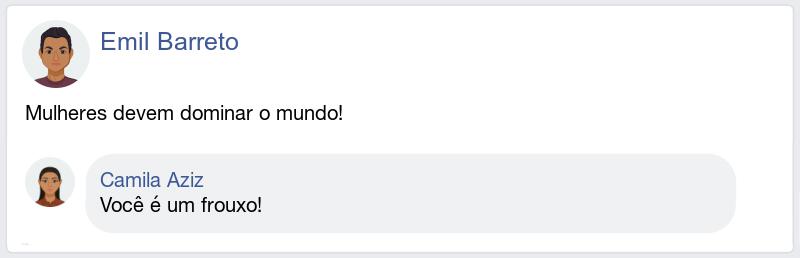 Emil Barreto
Mulheres devem dominar o mundo!
Camila Aziz
Você é um frouxo!